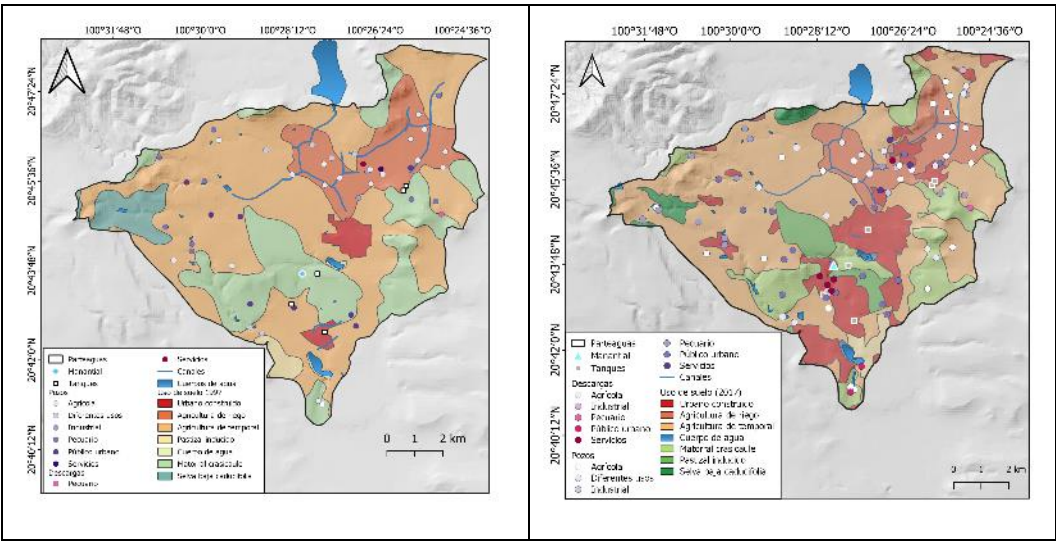 100°31'48"O 100°30'0"O 100°28'12"O 100°26'24"O 100°24'36"O
20°47'24"N
20°45'36"N
20°43'48"N
20°42'0"N
20°40'12"N
Parteaguas
Manantial
Tanques
Pozos
Agrícola
Diferentes usos
Industrial
Pecuario
Público urbano
Servicios
Descargas
Pecuario
Servicios
Canales
Cuerpos de agua
Uso de suelo 1997
Urbano construido
Agricultura de riego
Agricultura de temporal
Pastizal inducido
Cuerpo de agua
Matorral crasicaule
Selva baja caducifolia
0 1 2 km
100°31'48"O 100°30'0"O 100°28'12"O 100°26'24"O 100°24'36"O
20°47'24"N
20°45'36"N
20°43'48"N
20°42'0"N
20°40'12"N
Parteaguas
Manantial
Tanques
Descargas
Agrícola
Industrial
Pecuario
Público urbano
Servicios
Pozos
Agrícola
Diferentes usos
Industrial
Pecuario
Público urbano
Servicios
Canales
Uso de suelo (2017)
Urbano construido
Agricultura de riego
Agricultura de temporal
Cuerpo de agua
Matorral crasicaule
Pastizal inducido
Selva baja caducifolia
0 1 2 km